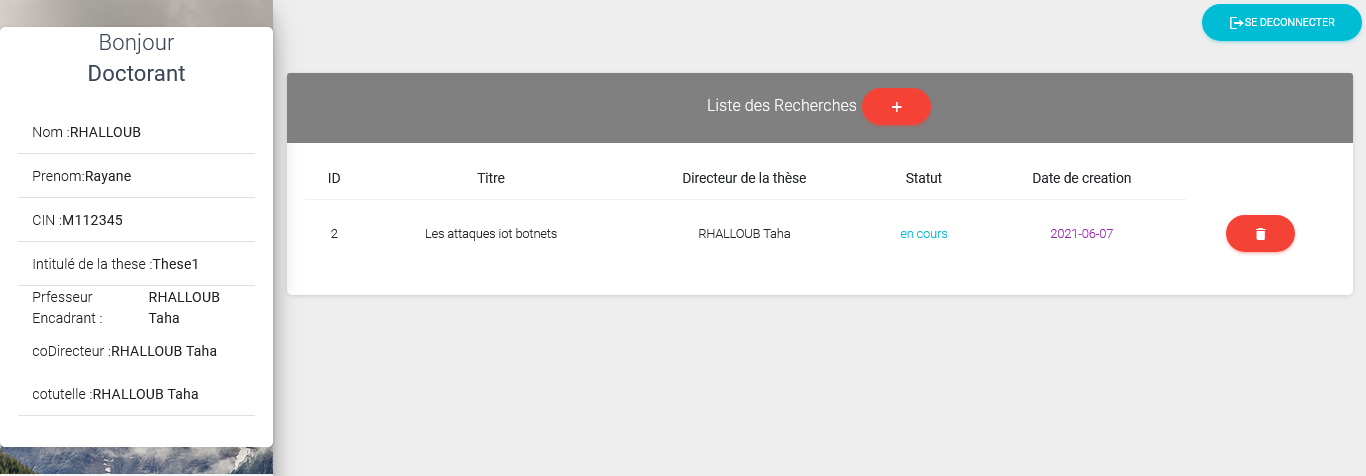 Bonjour
Doctorant
Nom :RHALLOUB
Prenom:Rayane
CIN :M112345
Intitulé de la these :These1
Prfesseur RHALLOUB
Encadrant : Taha
coDirecteur :RHALLOUB Taha
cotutelle :RHALLOUB Taha
SE DECONNECTER
Liste des Recherches +
ID Titre Directeur de la thèse Statut Date de creation
2 Les attaques iot botnets RHALLOUB Taha en cours 2021-06-07